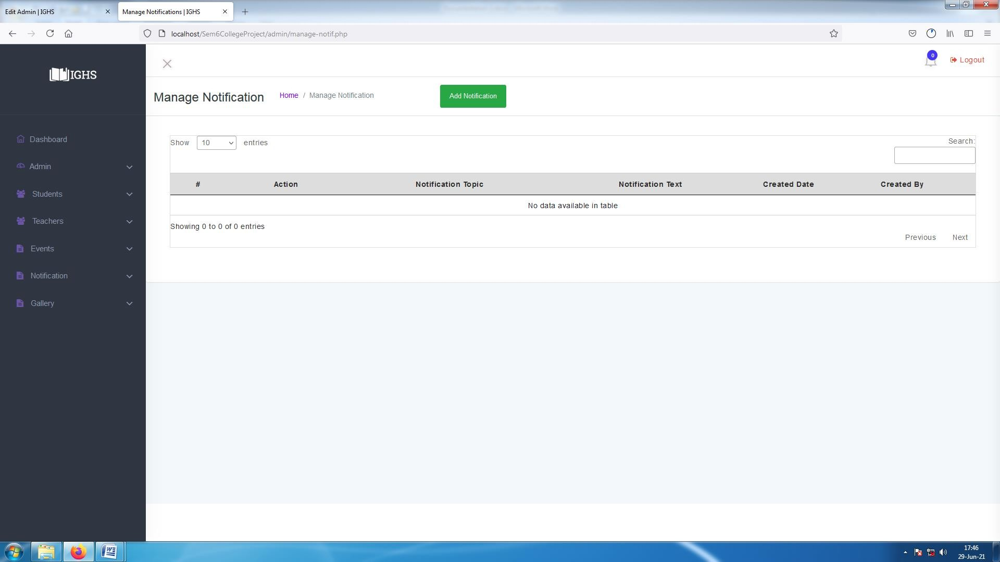 Edit Admin | IGHS
Manage Notifications | IGHS
localhost/Sem6CollegeProject/admin/manage-notif.php
IGHS
0
Logout
Manage Notification
Home / Manage Notification
Add Notification
Dashboard
Admin
Students
Teachers
Events
Notification
Gallery
Show 10 entries
Search:
# Action Notification Topic Notification Text Created Date Created By
No data available in table
Showing 0 to 0 of 0 entries
Previous Next
17:46
29-Jun-21